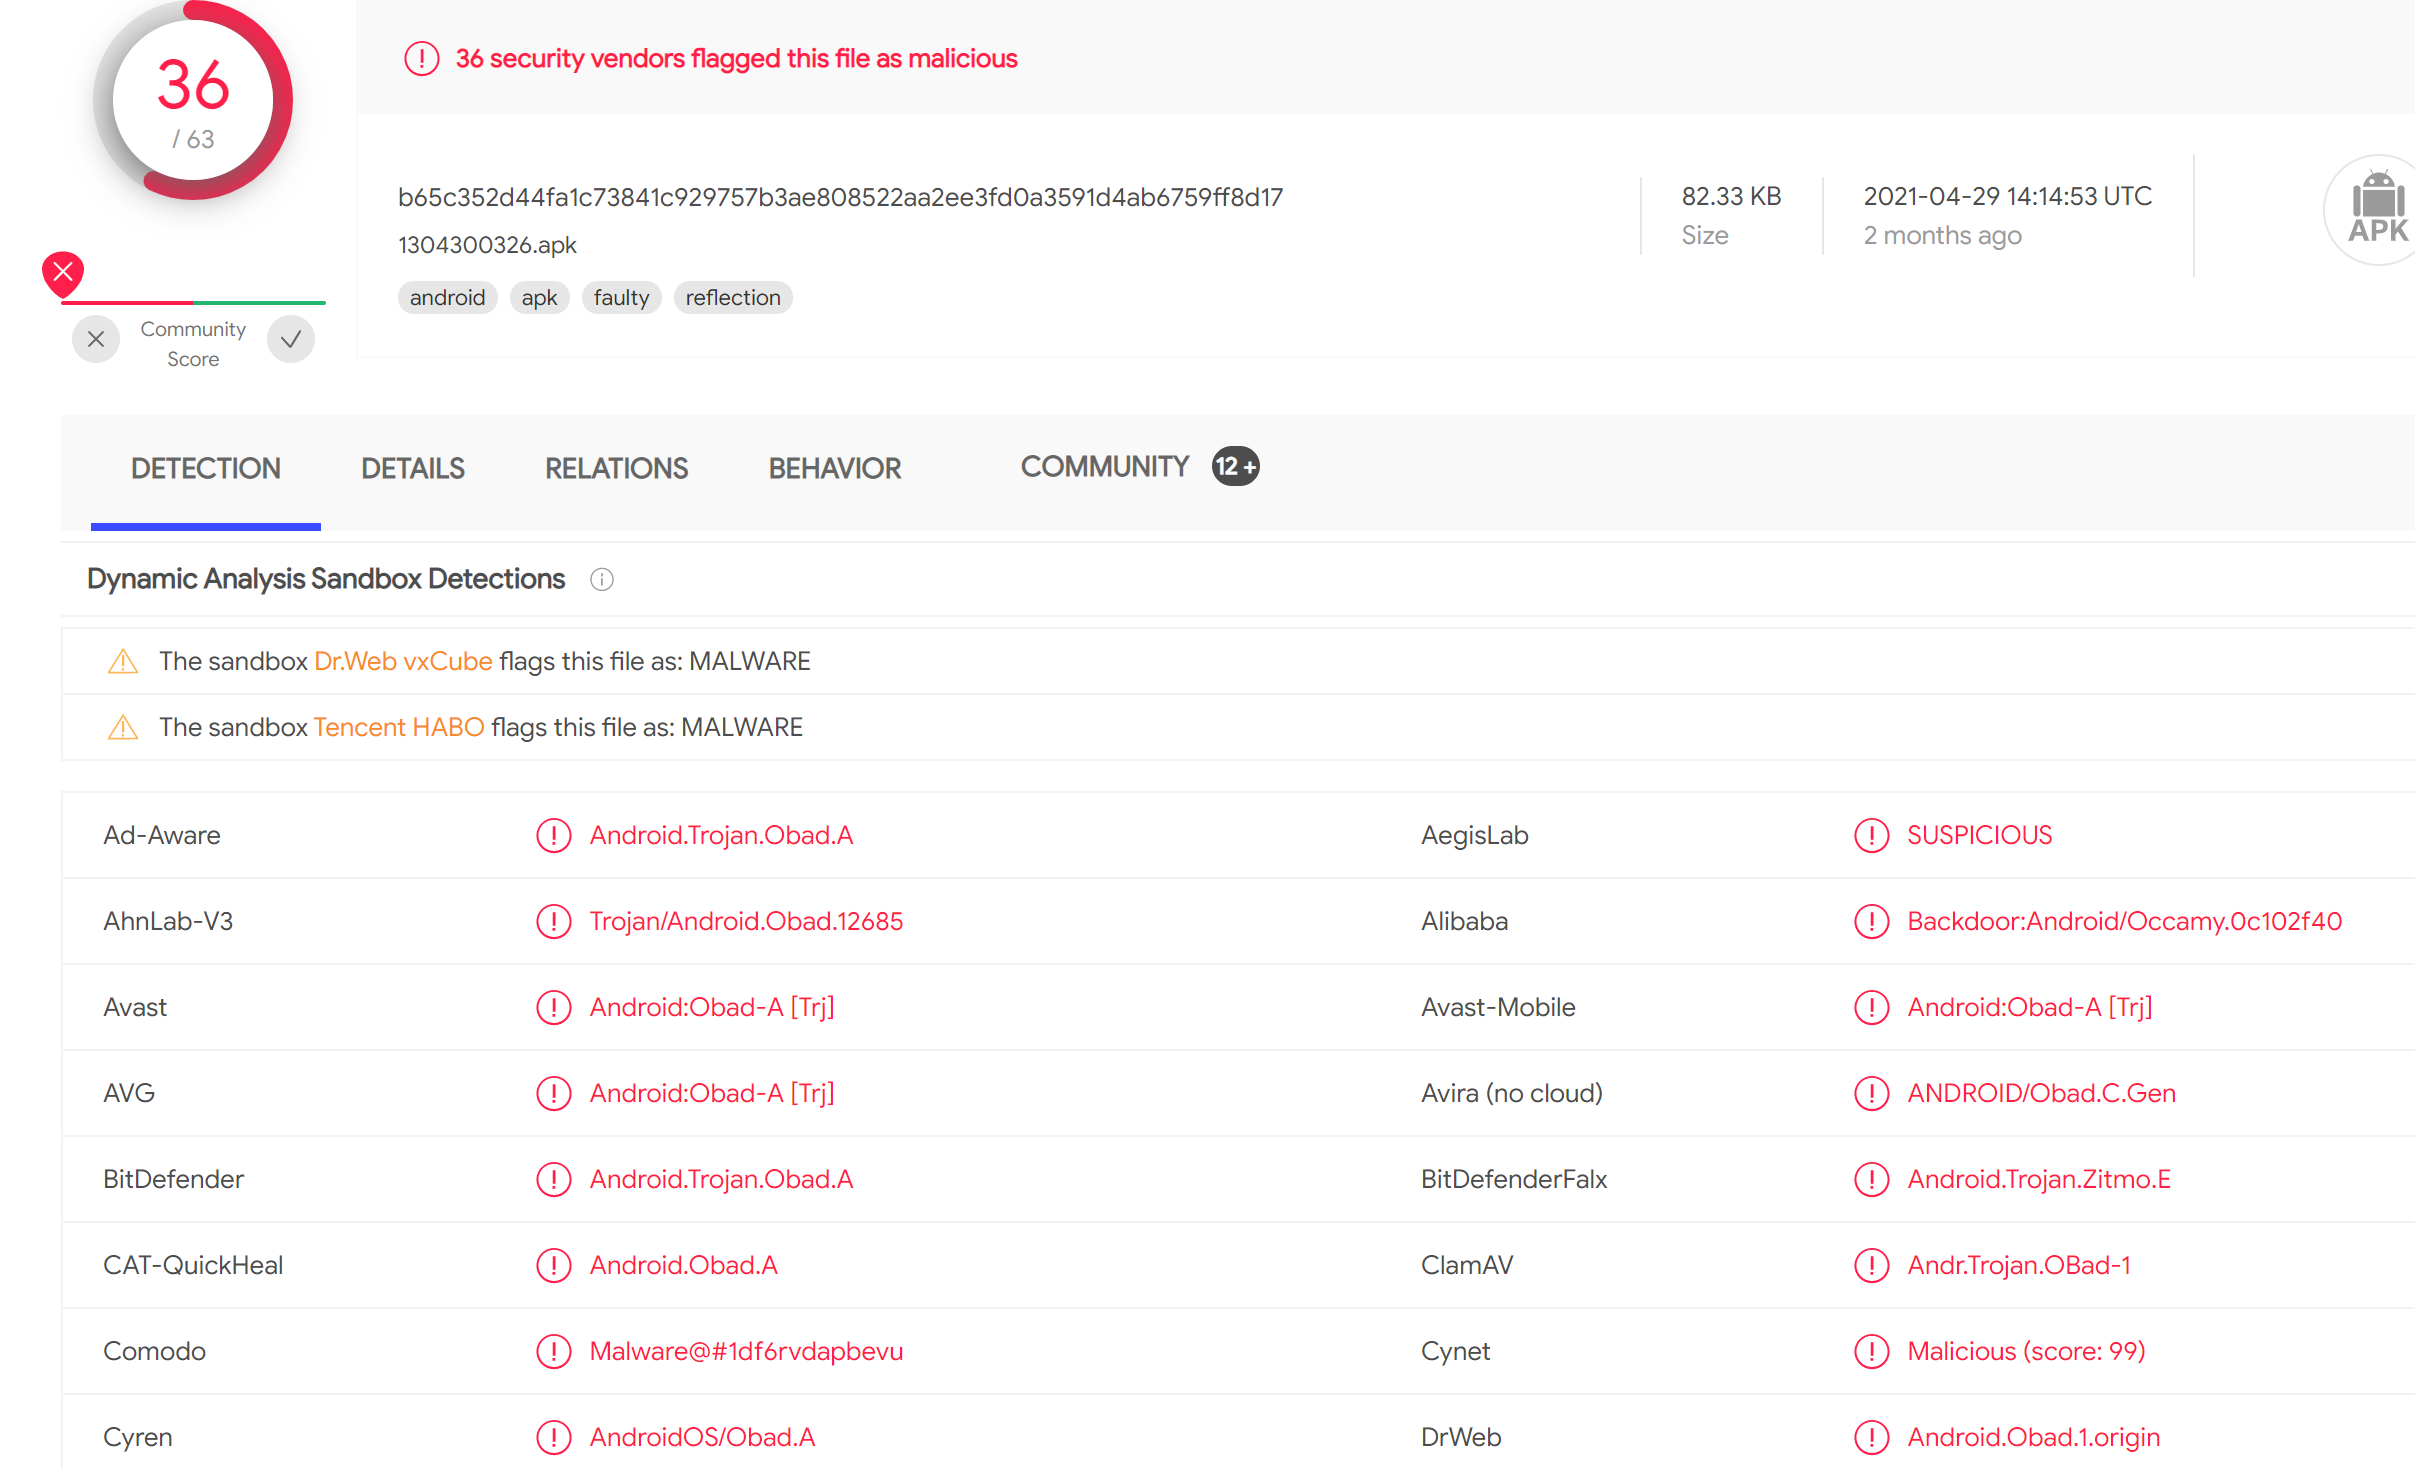 36
/ 63
Community
Score
36 security vendors flagged this file as malicious
b65c352d44fa1c73841c929757b3ae808522aa2ee3fd0a3591d4ab6759ff8d17
1304300326.apk
android apk faulty reflection
82.33 KB
Size
2021-04-29 14:14:53 UTC
2 months ago
APK
DETECTION DETAILS RELATIONS BEHAVIOR COMMUNITY 12 +
Dynamic Analysis Sandbox Detections
The sandbox Dr.Web vxCube flags this file as: MALWARE
The sandbox Tencent HABO flags this file as: MALWARE
Ad-Aware Android.Trojan.Obad.A AegisLab SUSPICIOUS
AhnLab-V3 Trojan/Android.Obad.12685 Alibaba Backdoor:Android/Occamy.0c102f40
Avast Android:Obad-A [Trj] Avast-Mobile Android:Obad-A [Trj]
AVG Android:Obad-A [Trj] Avira (no cloud) ANDROID/Obad.C.Gen
BitDefender Android.Trojan.Obad.A BitDefenderFalx Android.Trojan.Zitmo.E
CAT-QuickHeal Android.Obad.A ClamAV Andr.Trojan.OBad-1
Comodo Malware@#1df6rvdapbevu Cynet Malicious (score: 99)
Cyren AndroidOS/Obad.A DrWeb Android.Obad.1.origin